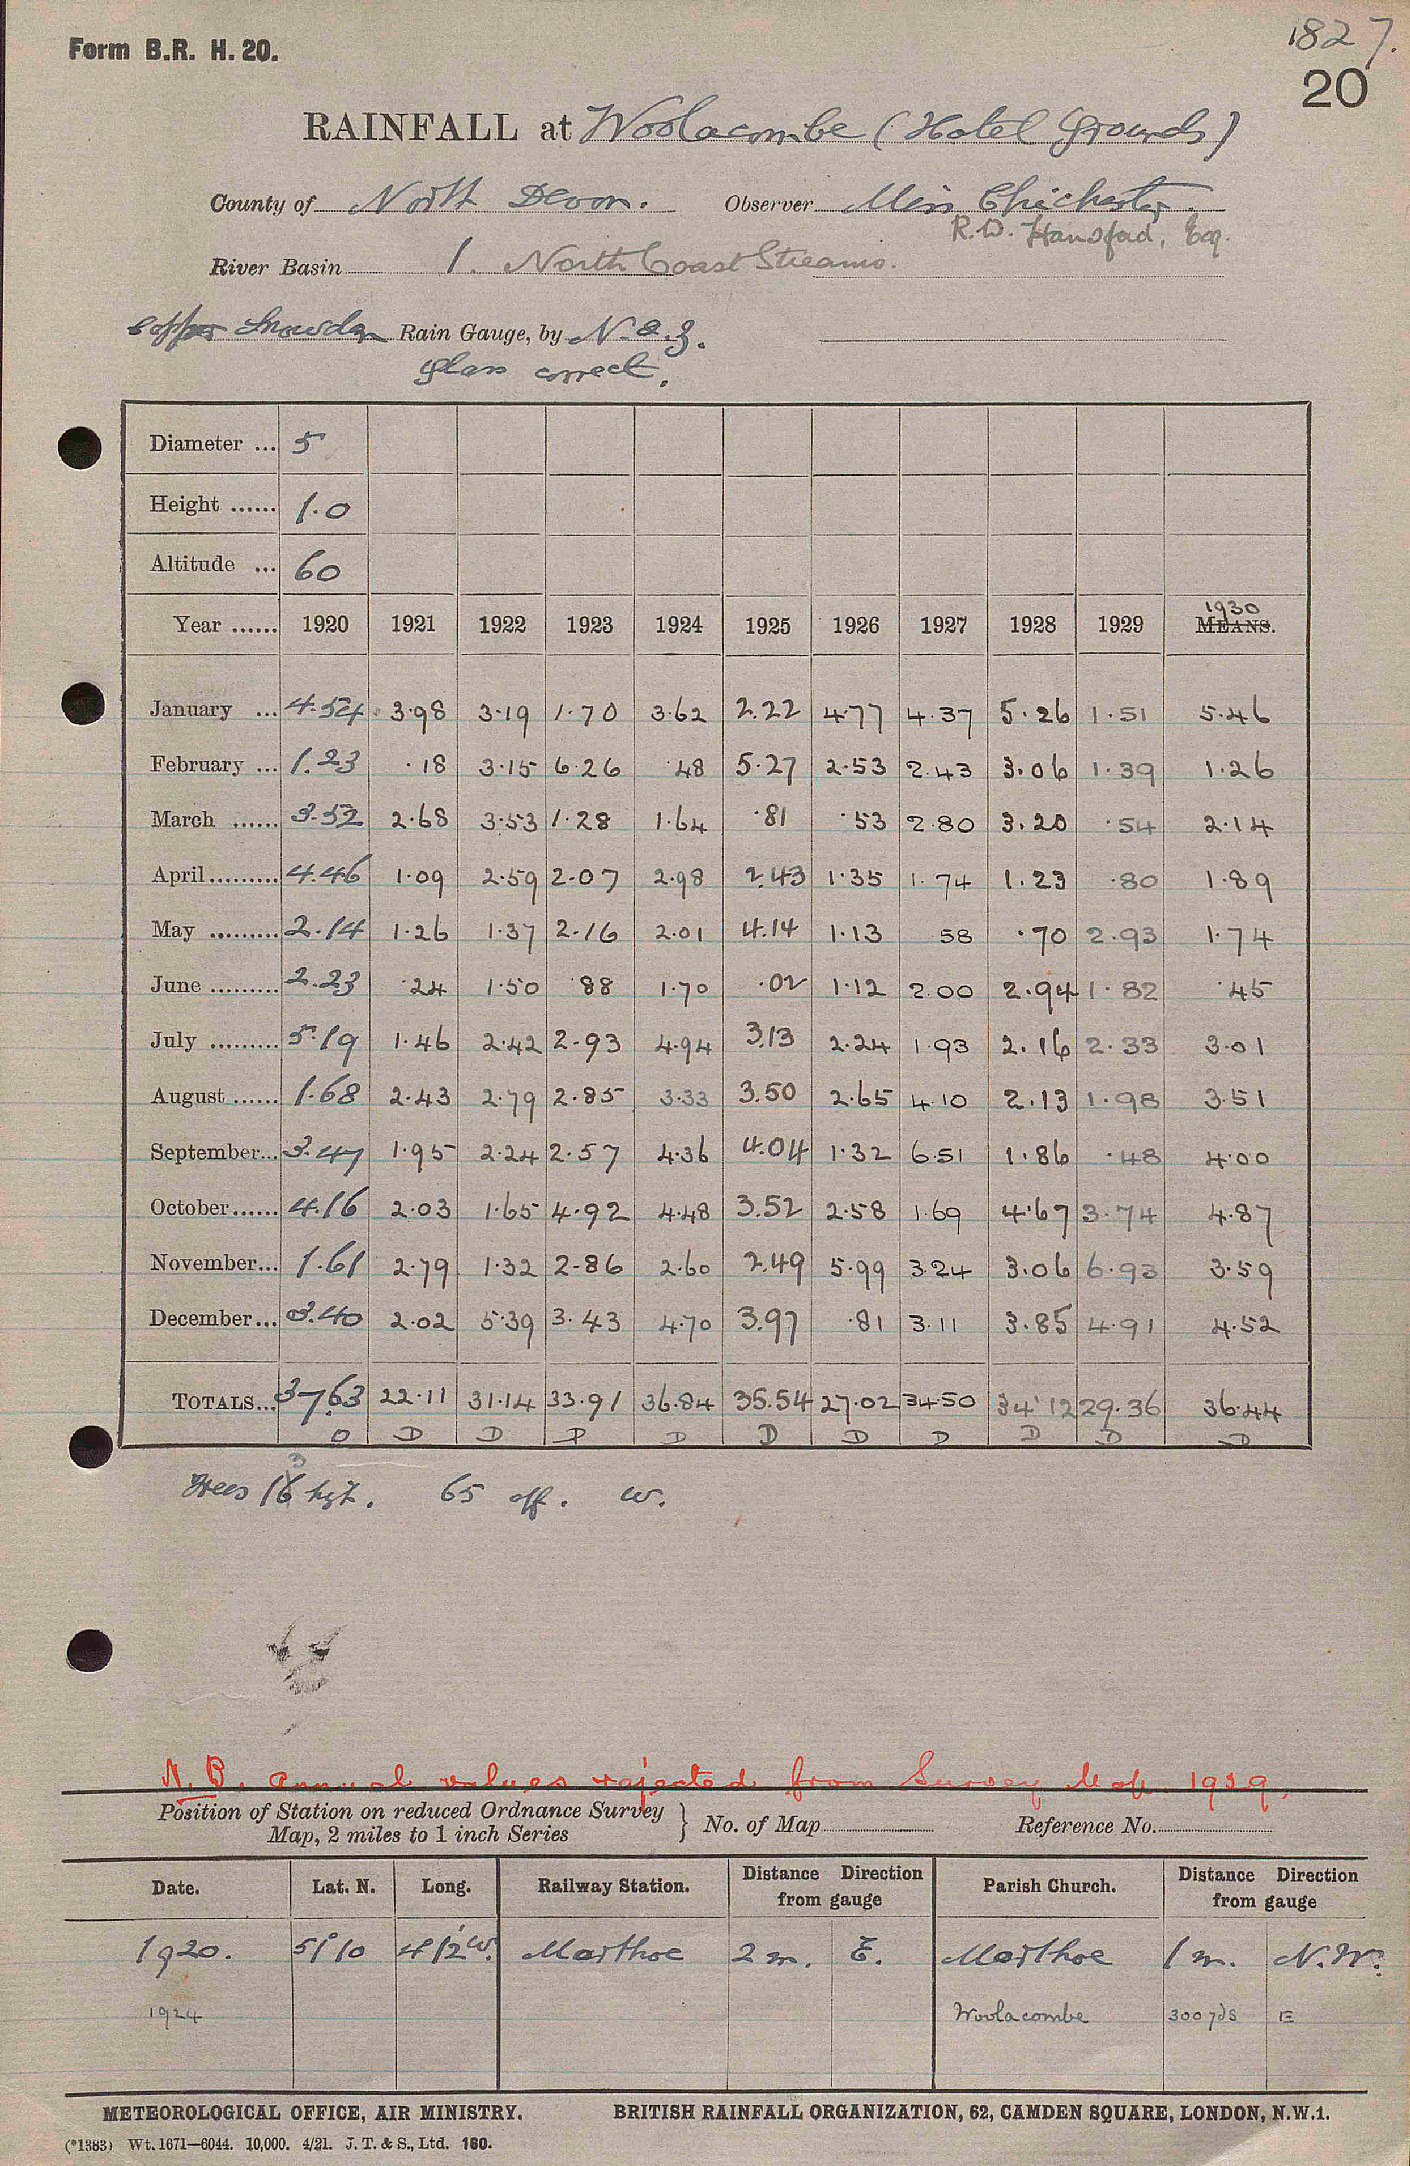 1827.
Form B.R. H. 20.
20
RAINFALL at Woolacombe (Hotel Grounds)
County of North Devon. Observer Miss Chichester.
R.W. Hansford, Esq.
River Basin 1. North Coast Streams.
Copper Snowdon Rain Gauge, by N. & Z.
Glass correct.
Diameter ... 5
Height ...... 1.0
Altitude ... 60
1930
Year ...... 1920 1921 1922 1923 1924 1925 1926 1927 1928 1929 MEANS.
January ... 4.54 3.98 3.19 1.70 3.62 2.22 4.77 4.37 5.26 1.51 5.46
February ... 1.23 .18 3.15 6.26 .48 5.27 2.53 2.43 3.06 1.39 1.26
March ...... 3.52 2.68 3.53 1.28 1.64 .81 .53 2.80 3.20 .54 2.14
April ......... 4.46 1.09 2.59 2.07 2.98 2.43 1.35 1.74 1.23 .80 1.89
May ......... 2.14 1.26 1.37 2.16 2.01 4.14 1.13 58 .70 2.93 1.74
June ......... 2.23 .24 1.50 .88 1.70 .02 1.12 2.00 2.94 1.82 .45
July ......... 5.19 1.46 2.42 2.93 4.94 3.13 2.24 1.93 2.16 2.33 3.01
August ...... 1.68 2.43 2.79 2.85 3.33 3.50 2.65 4.10 2.13 1.98 3.51
September... 3.47 1.95 2.24 2.57 4.36 4.04 1.32 6.51 1.86 .48 4.00
October...... 4.16 2.03 1.65 4.92 4.48 3.52 2.58 1.69 4.67 3.74 4.87
November... 1.61 2.79 1.32 2.86 2.60 2.49 5.99 3.24 3.06 6.93 3.59
December... 3.40 2.02 5.39 3.43 4.70 3.97 .81 3.11 3.85 4.91 4.52
TOTALS... 37.63 22.11 31.14 33.91 36.84 35.54 27.02 34.50 34.12 29.36 36.44
D D D D D D D D D D D
3
Trees 16 hgt. 65 off. W.
N.B. Annual values rejected from Survey Map 1929.
Position of Station on reduced Ordnance Survey
Map, 2 miles to 1 inch Series } No. of Map Reference No.
Date. Lat. N. Long. Railway Station. Distance Direction from gauge Parish Church. Distance Direction from gauge
1920. 51°10 4 12' W. Morthoe 2 m. E. Morthoe 1 m. N.W.
1924 Woolacombe 300 yds E
METEOROLOGICAL OFFICE, AIR MINISTRY. BRITISH RAINFALL ORGANIZATION, 62, CAMDEN SQUARE, LONDON, N.W.1.
(*1383) Wt. 1671—6044. 10,000. 4/21. J. T. & S., Ltd. 160.